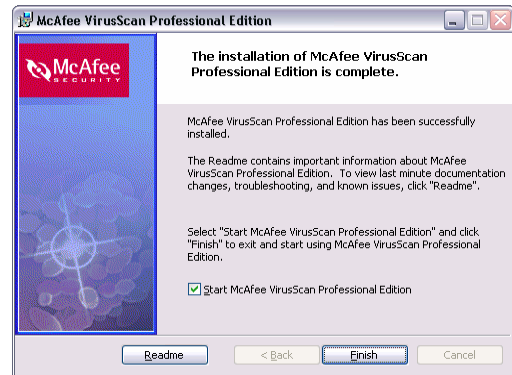 McAfee VirusScan Professional Edition
McAfee
SECURITY
The installation of McAfee VirusScan
Professional Edition is complete.
McAfee VirusScan Professional Edition has been successfully
installed.
The Readme contains important information about McAfee
VirusScan Professional Edition. To view last minute documentation
changes, troubleshooting, and known issues, click "Readme".
Select "Start McAfee VirusScan Professional Edition" and click
"Finish" to exit and start using McAfee VirusScan Professional
Edition.
Start McAfee VirusScan Professional Edition
Readme
< Back
Finish
Cancel